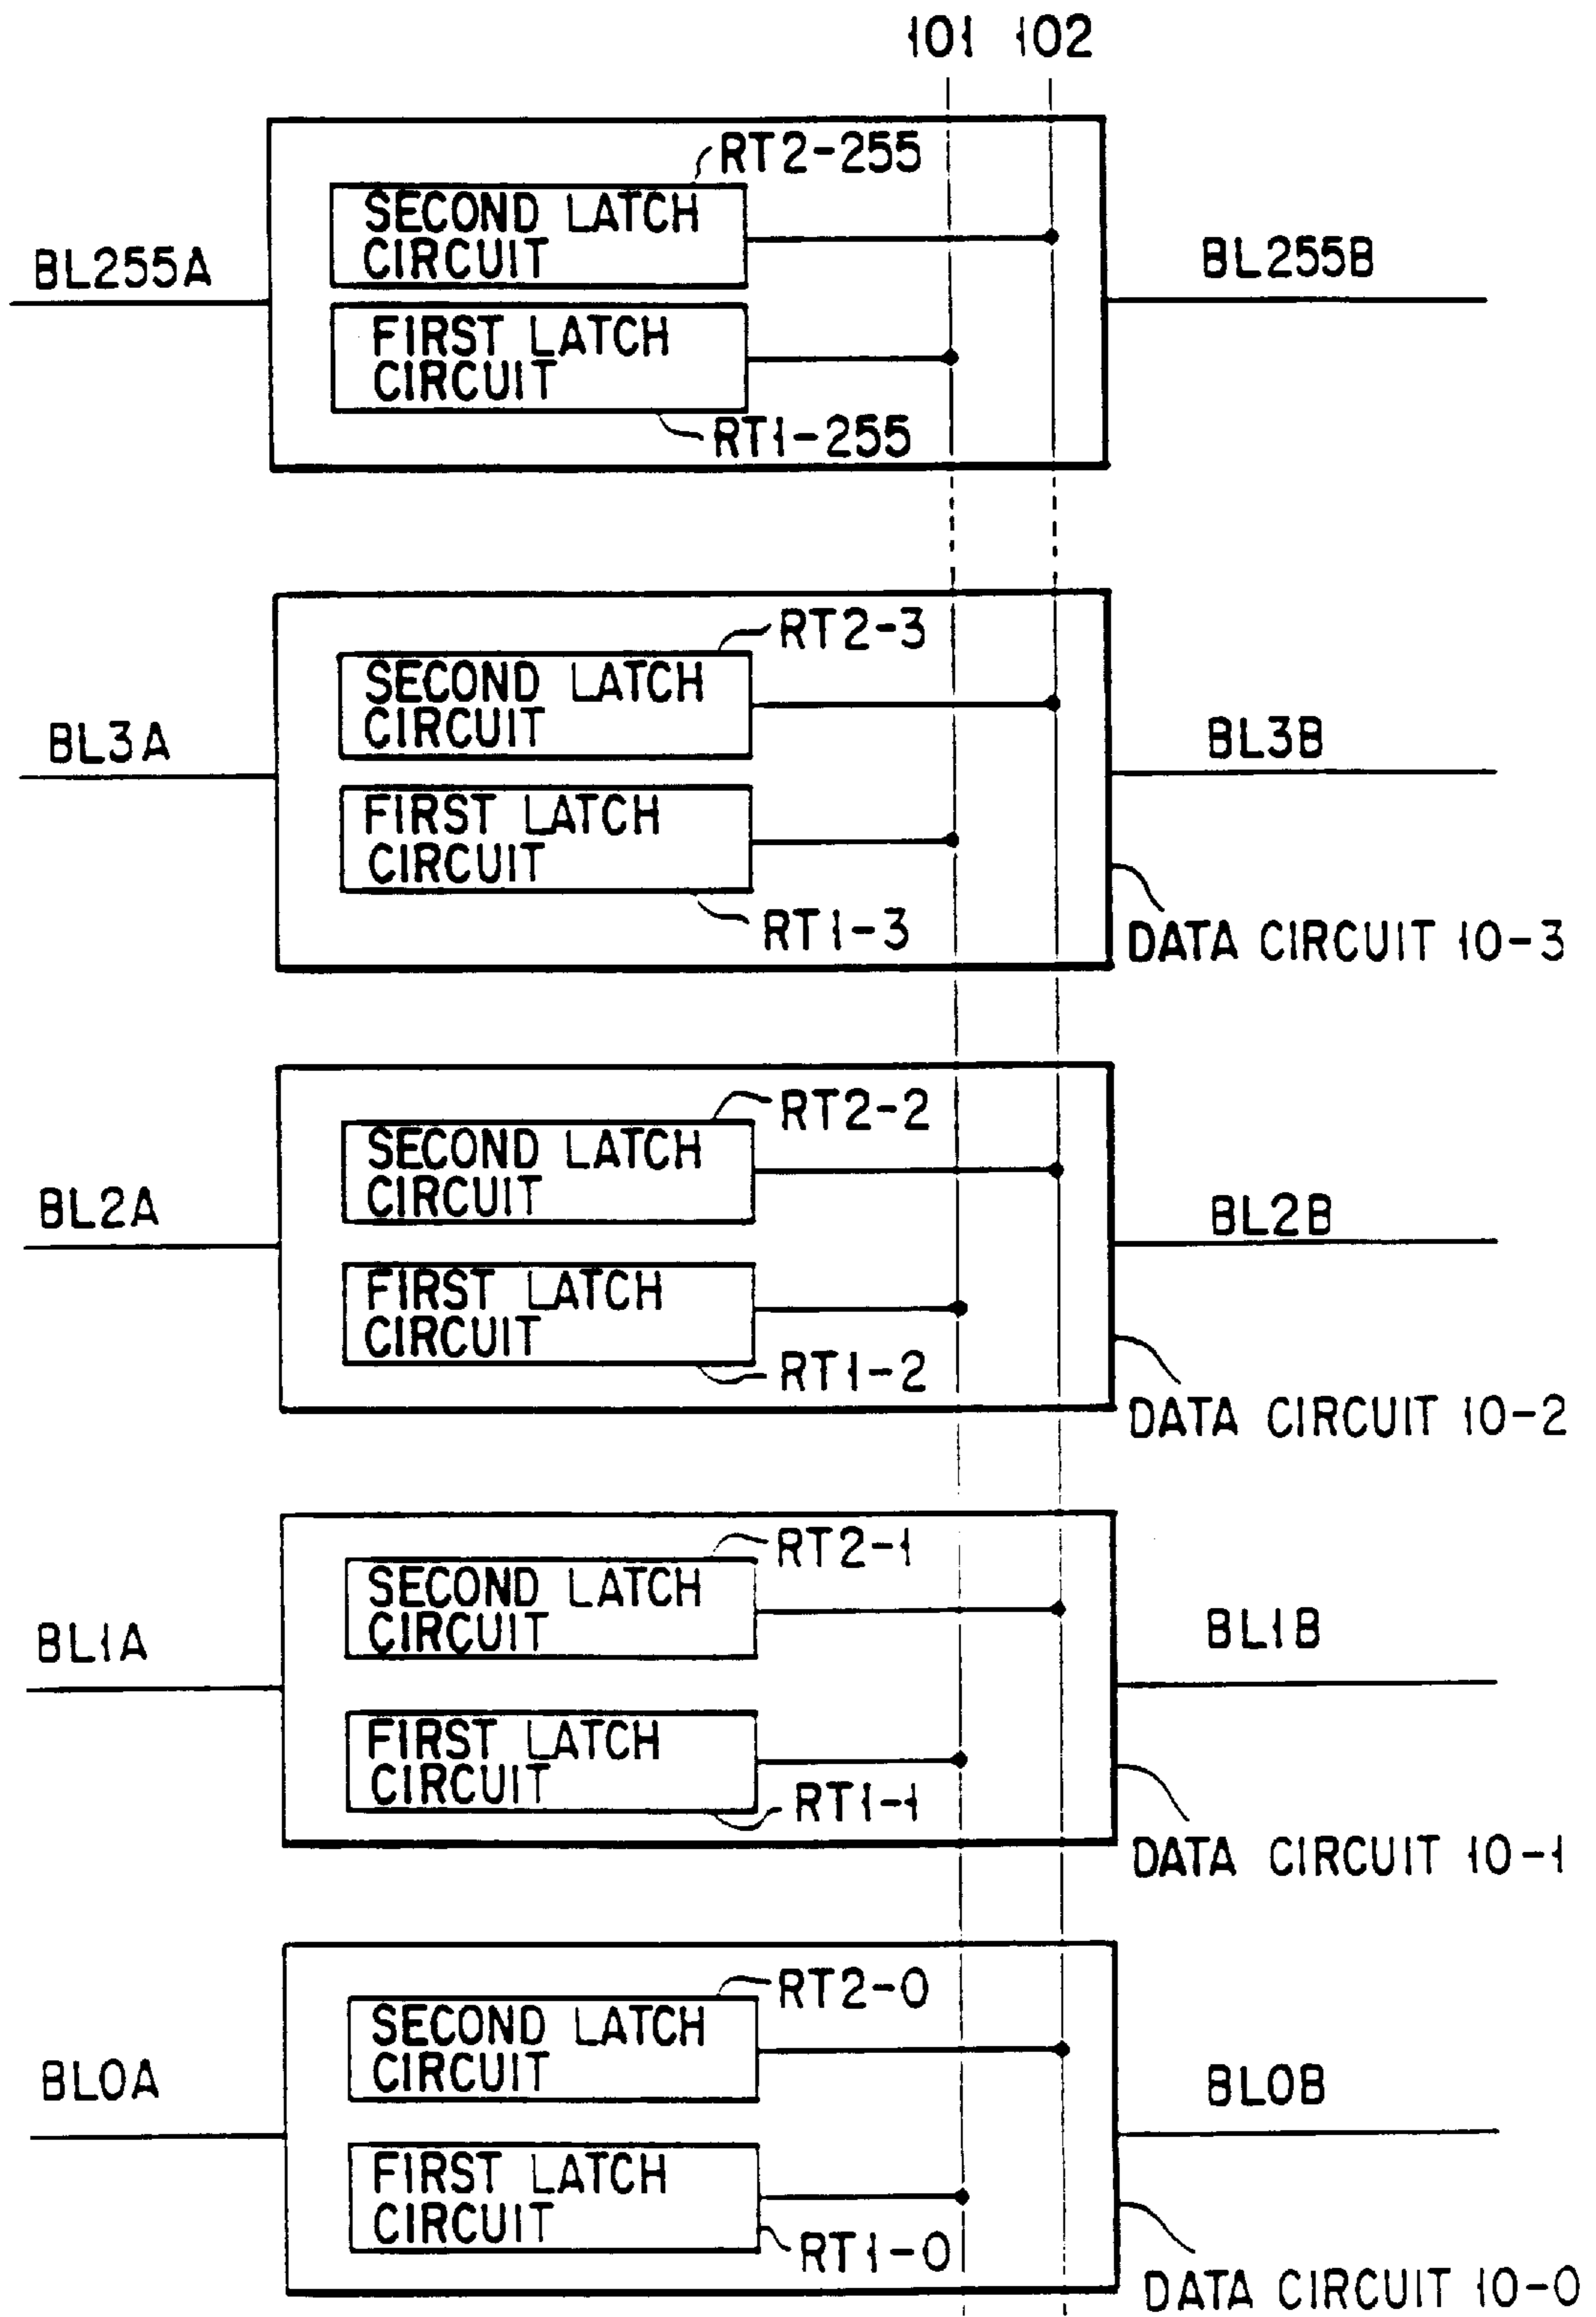 101 102
RT2-255
SECOND LATCH
CIRCUIT
BL255A
BL255B
FIRST LATCH
CIRCUIT
RT1-255
RT2-3
SECOND LATCH
CIRCUIT
BL3A
BL3B
FIRST LATCH
CIRCUIT
RT1-3
DATA CIRCUIT 10-3
RT2-2
SECOND LATCH
CIRCUIT
BL2A
BL2B
FIRST LATCH
CIRCUIT
RT1-2
DATA CIRCUIT 10-2
RT2-1
SECOND LATCH
CIRCUIT
BL1A
BL1B
FIRST LATCH
CIRCUIT
RT1-1
DATA CIRCUIT 10-1
RT2-0
SECOND LATCH
CIRCUIT
BL0A
BL0B
FIRST LATCH
CIRCUIT
RT1-0
DATA CIRCUIT 10-0